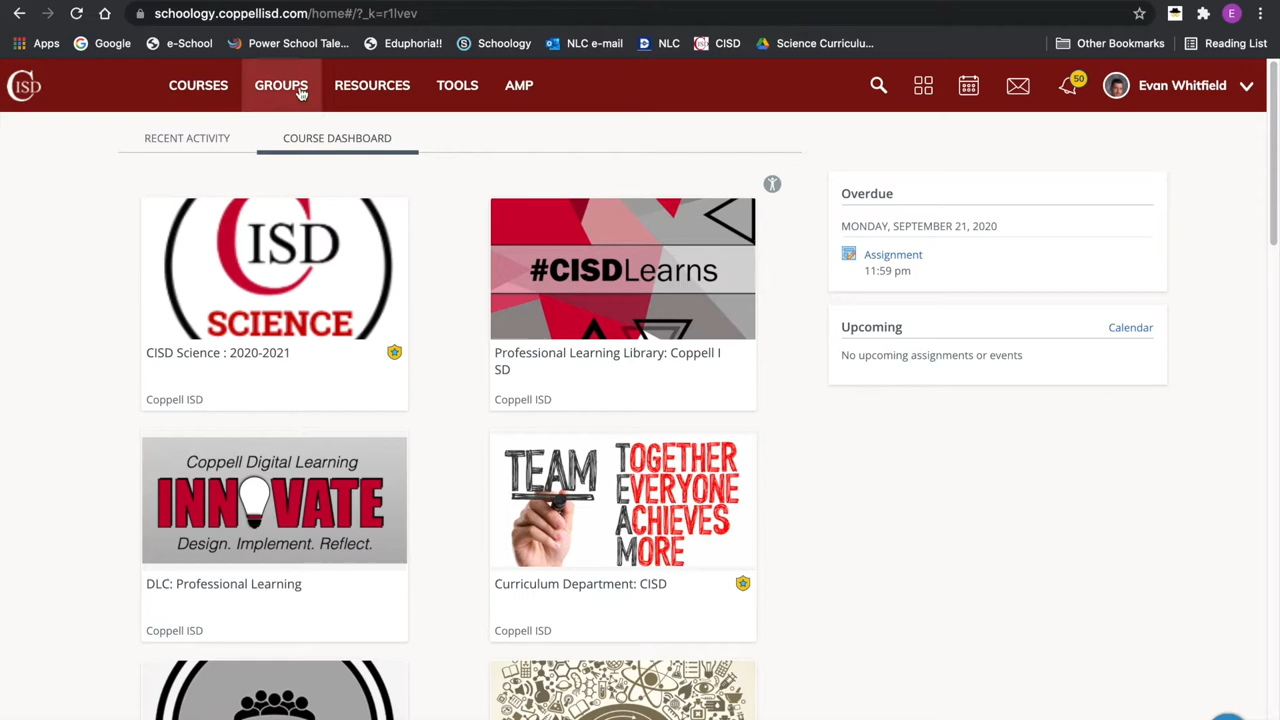 schoology.coppellisd.com/home#/?_k=r1lvev
E
Apps
Google
e-School
Power School Tale...
Eduphoria!!
Schoology
NLC e-mail
NLC
CISD
Science Curriculu...
Other Bookmarks
Reading List
CISD
COURSES
GROUPS
RESOURCES
TOOLS
AMP
50
Evan Whitfield
RECENT ACTIVITY
COURSE DASHBOARD
CISD
SCIENCE
CISD Science : 2020-2021
Coppell ISD
#CISDLearns
Professional Learning Library: Coppell I
SD
Coppell ISD
Overdue
MONDAY, SEPTEMBER 21, 2020
Assignment
11:59 pm
Upcoming
Calendar
No upcoming assignments or events
Coppell Digital Learning
INNOVATE
Design. Implement. Reflect.
DLC: Professional Learning
Coppell ISD
TEAM
TOGETHER
EVERYONE
ACHIEVES
MORE
Curriculum Department: CISD
Coppell ISD